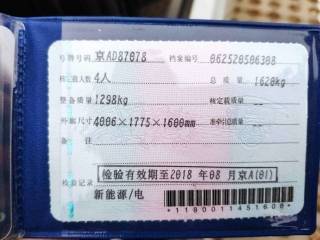 号牌号码 京AD87078 档案编号 062520506308
核定载人数 4人 总质量 1620kg
整备质量 1298kg 核定载质量 --
外廓尺寸 4006×1775×1600mm 准牵引总质量 --
备注
检验有效期至2018 年08 月京A(01)
检验记录
新能源/电
*1180011451608*